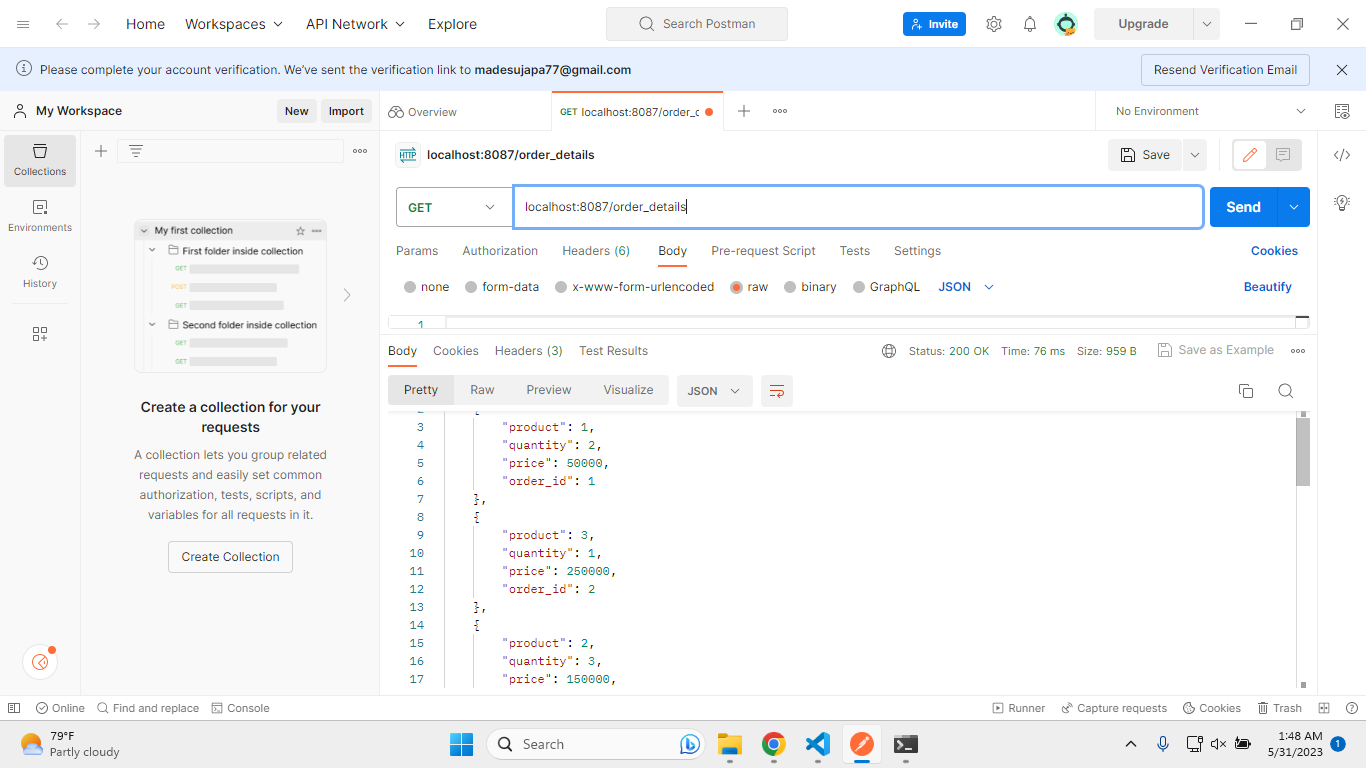 Home Workspaces API Network Explore Search Postman Invite Upgrade
Please complete your account verification. We've sent the verification link to madesujapa77@gmail.com Resend Verification Email
My Workspace New Import Overview GET localhost:8087/order_c No Environment
Collections
Environments
History
My first collection
First folder inside collection
GET
POST
GET
Second folder inside collection
GET
GET
Create a collection for your
requests
A collection lets you group related
requests and easily set common
authorization, tests, scripts, and
variables for all requests in it.
Create Collection
HTTP localhost:8087/order_details Save
GET localhost:8087/order_details Send
Params Authorization Headers (6) Body Pre-request Script Tests Settings Cookies
none form-data x-www-form-urlencoded raw binary GraphQL JSON Beautify
1
Body Cookies Headers (3) Test Results Status: 200 OK Time: 76 ms Size: 959 B Save as Example
Pretty Raw Preview Visualize JSON
2 {
3 "product": 1,
4 "quantity": 2,
5 "price": 50000,
6 "order_id": 1
7 },
8 {
9 "product": 3,
10 "quantity": 1,
11 "price": 250000,
12 "order_id": 2
13 },
14 {
15 "product": 2,
16 "quantity": 3,
17 "price": 150000,
Online Find and replace Console Runner Capture requests Cookies Trash
79°F
Partly cloudy
Search
1:48 AM
5/31/2023 1